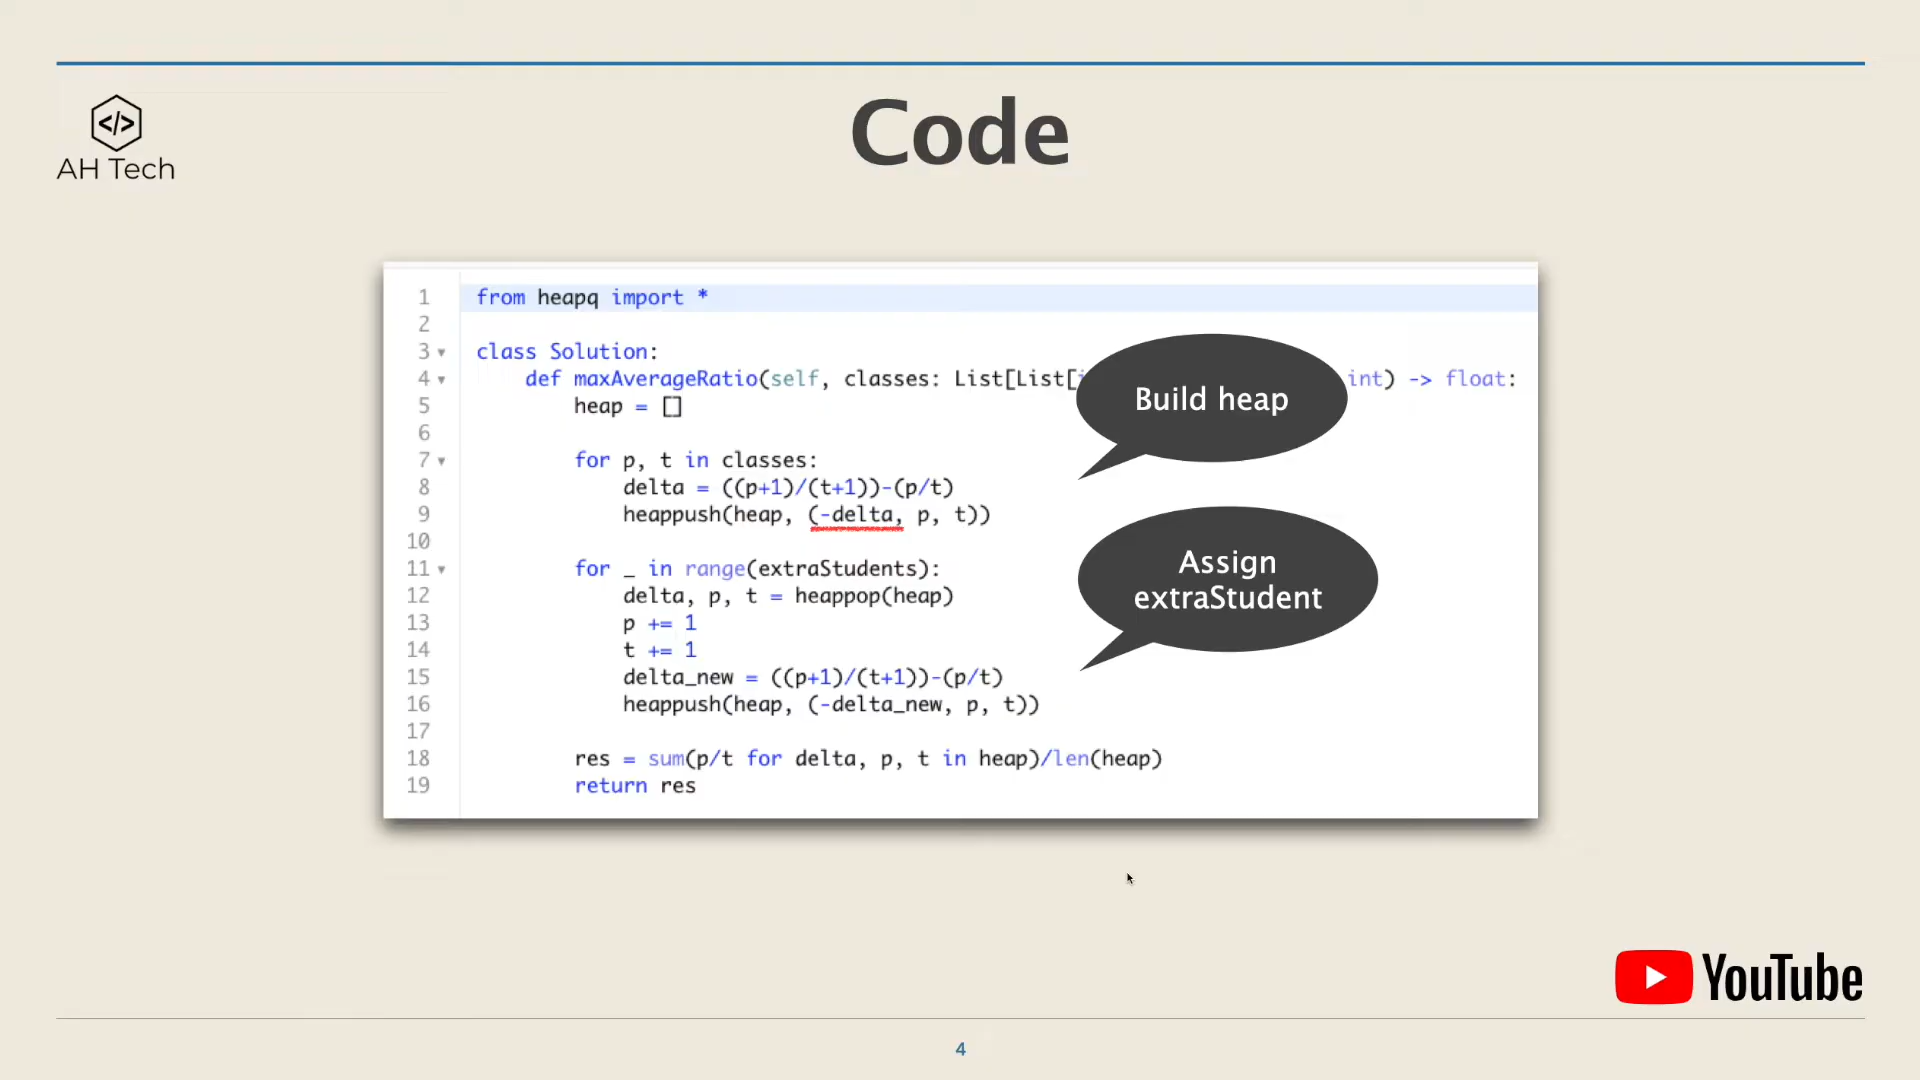 </>
AH Tech
Code
1 from heapq import *
2
3 class Solution:
4 def maxAverageRatio(self, classes: List[List[ int) -> float:
5 heap = []
6
7 for p, t in classes:
8 delta = ((p+1)/(t+1))-(p/t)
9 heappush(heap, (-delta, p, t))
10
11 for _ in range(extraStudents):
12 delta, p, t = heappop(heap)
13 p += 1
14 t += 1
15 delta_new = ((p+1)/(t+1))-(p/t)
16 heappush(heap, (-delta_new, p, t))
17
18 res = sum(p/t for delta, p, t in heap)/len(heap)
19 return res
Build heap
Assign
extraStudent
YouTube
4